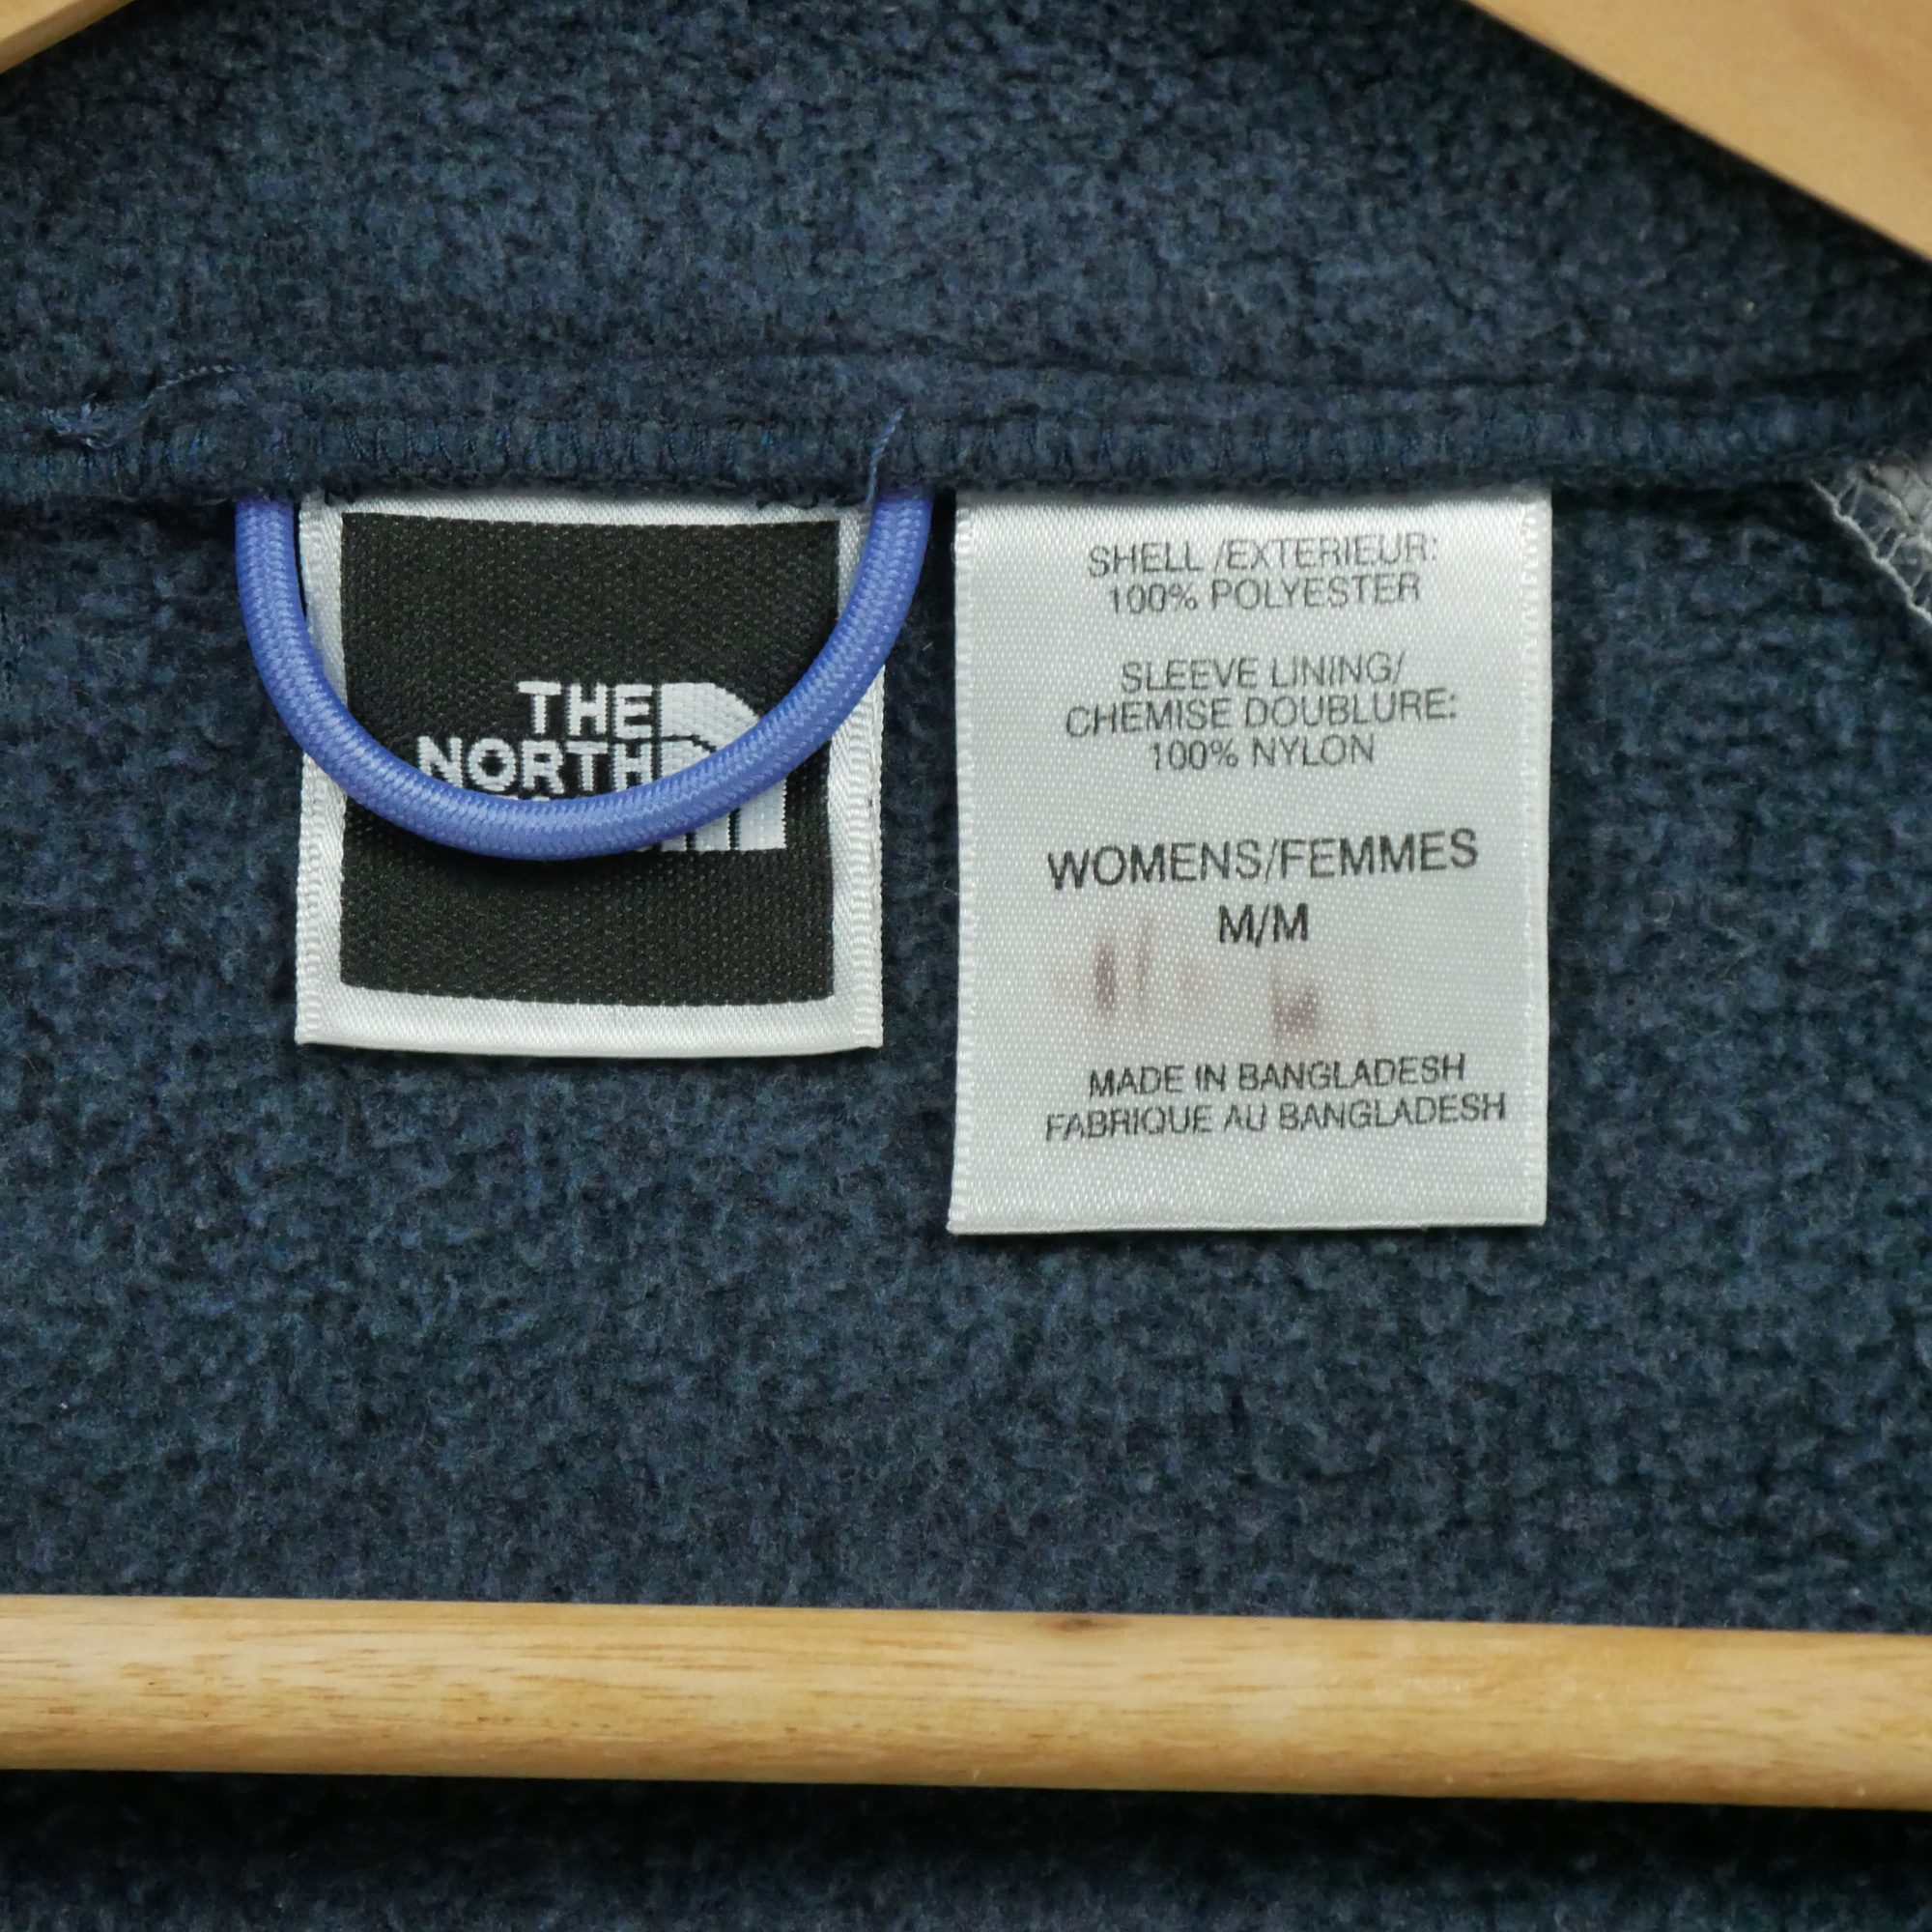 THE
NORTH
SHELL /EXTERIEUR:
100% POLYESTER
SLEEVE LINING/
CHEMISE DOUBLURE:
100% NYLON
WOMENS/FEMMES
M/M
MADE IN BANGLADESH
FABRIQUE AU BANGLADESH